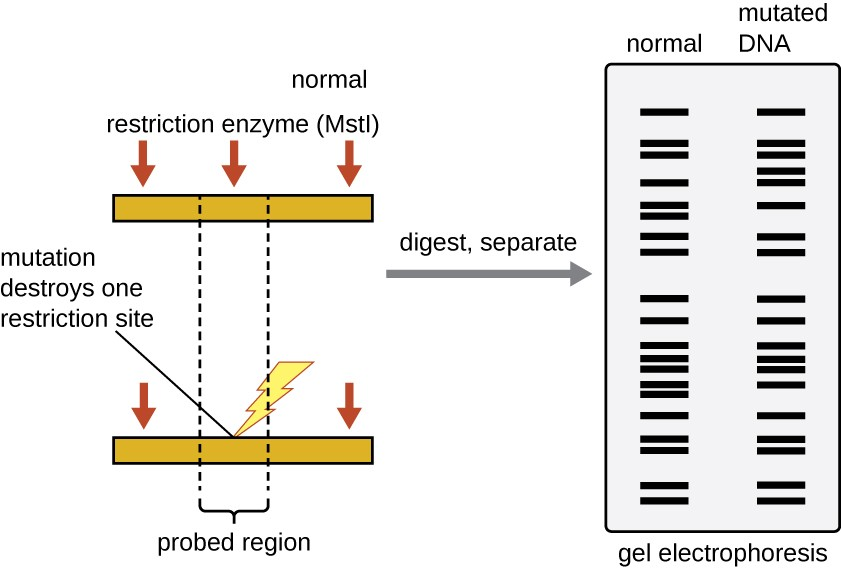 normal
restriction enzyme (MstI)
mutation
destroys one
restriction site
probed region
digest, separate
normal
mutated
DNA
gel electrophoresis